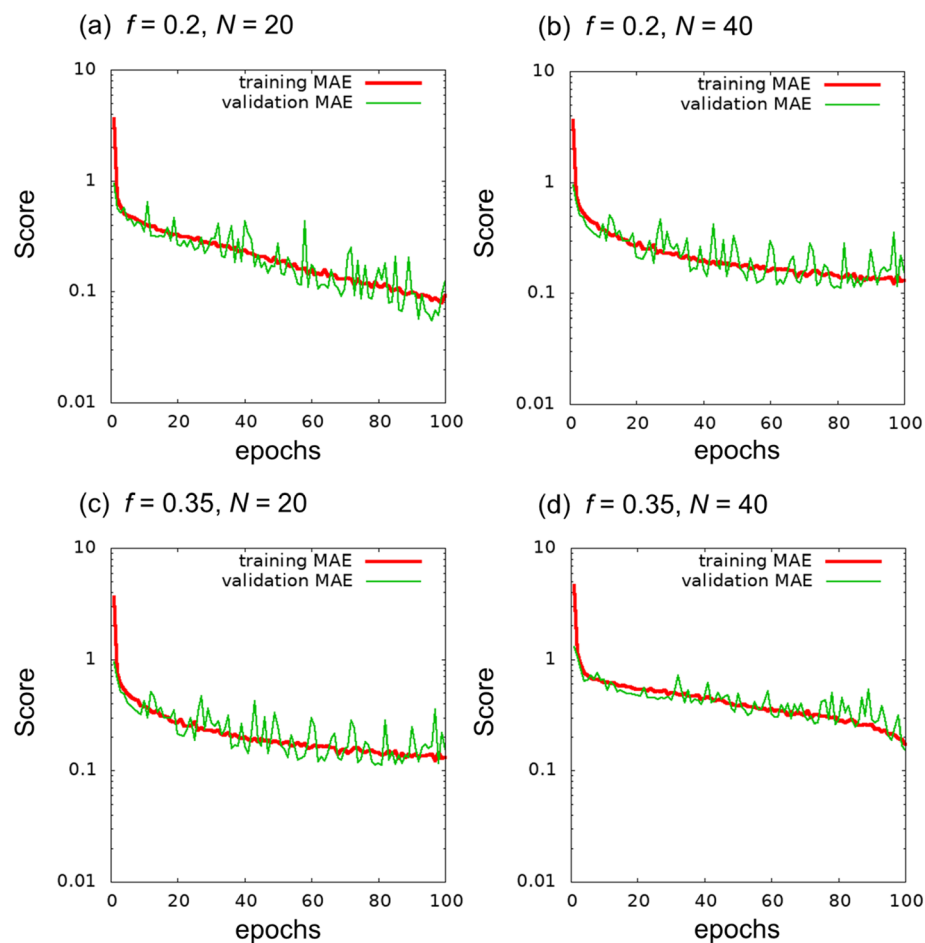 (a) f = 0.2, N = 20
10
1
0.1
0.01
Score
training MAE
validation MAE
0 20 40 60 80 100
epochs
(b) f = 0.2, N = 40
10
1
0.1
0.01
Score
training MAE
validation MAE
0 20 40 60 80 100
epochs
(c) f = 0.35, N = 20
10
1
0.1
0.01
Score
training MAE
validation MAE
0 20 40 60 80 100
epochs
(d) f = 0.35, N = 40
10
1
0.1
0.01
Score
training MAE
validation MAE
0 20 40 60 80 100
epochs